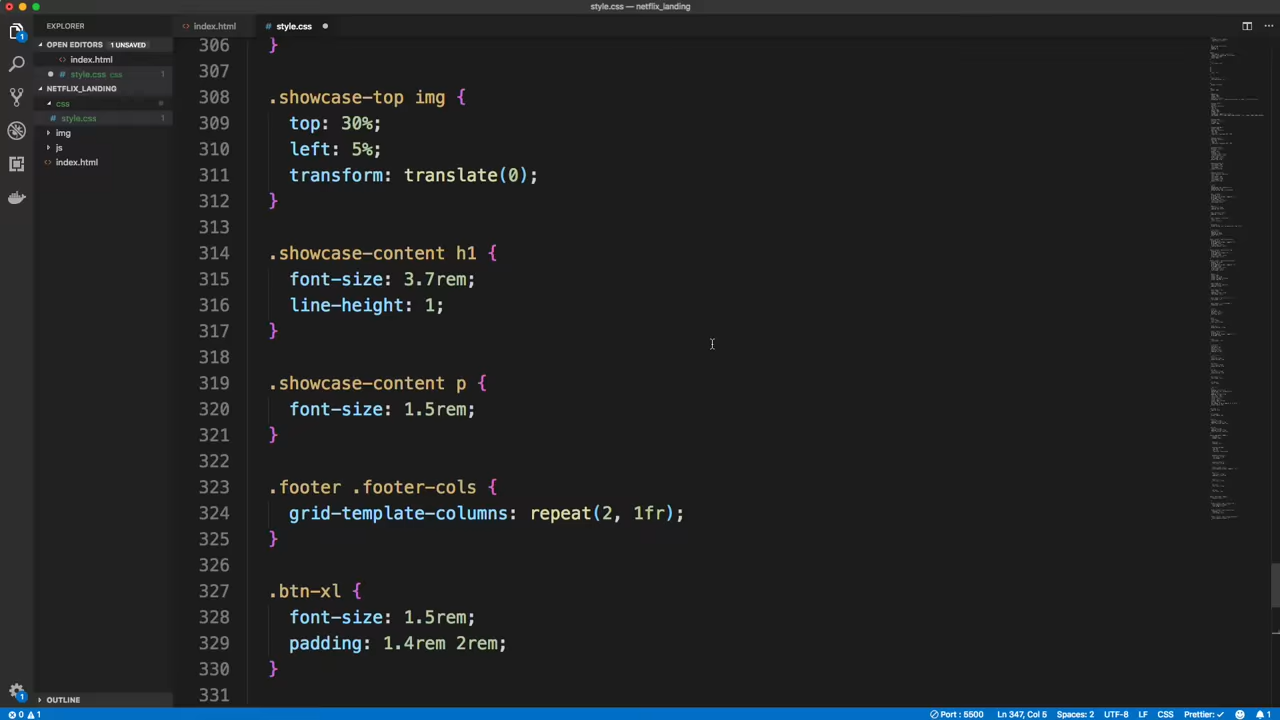 style.css — netflix_landing
EXPLORER
index.html
style.css
OPEN EDITORS 1 UNSAVED
index.html
style.css css 1
NETFLIX_LANDING
css
style.css 1
img
js
index.html
306 }
307
308 .showcase-top img {
309 top: 30%;
310 left: 5%;
311 transform: translate(0);
312 }
313
314 .showcase-content h1 {
315 font-size: 3.7rem;
316 line-height: 1;
317 }
318
319 .showcase-content p {
320 font-size: 1.5rem;
321 }
322
323 .footer .footer-cols {
324 grid-template-columns: repeat(2, 1fr);
325 }
326
327 .btn-xl {
328 font-size: 1.5rem;
329 padding: 1.4rem 2rem;
330 }
331
OUTLINE
0 1 Port : 5500 Ln 347, Col 5 Spaces: 2 UTF-8 LF CSS Prettier: ✓ 1